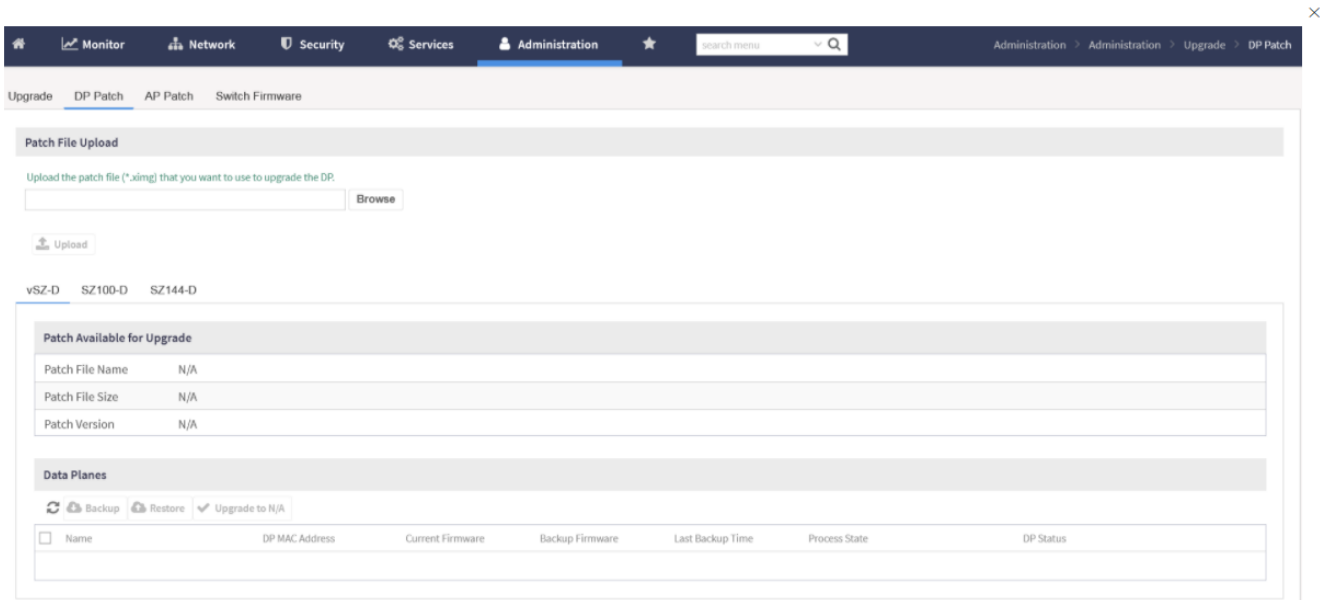 Monitor Network Security Services Administration search menu Administration > Administration > Upgrade > DP Patch
Upgrade DP Patch AP Patch Switch Firmware
Patch File Upload
Upload the patch file (*.ximg) that you want to use to upgrade the DP.
Browse
Upload
vSZ-D SZ100-D SZ144-D
Patch Available for Upgrade
Patch File Name N/A
Patch File Size N/A
Patch Version N/A
Data Planes
Backup Restore Upgrade to N/A
Name DP MAC Address Current Firmware Backup Firmware Last Backup Time Process State DP Status